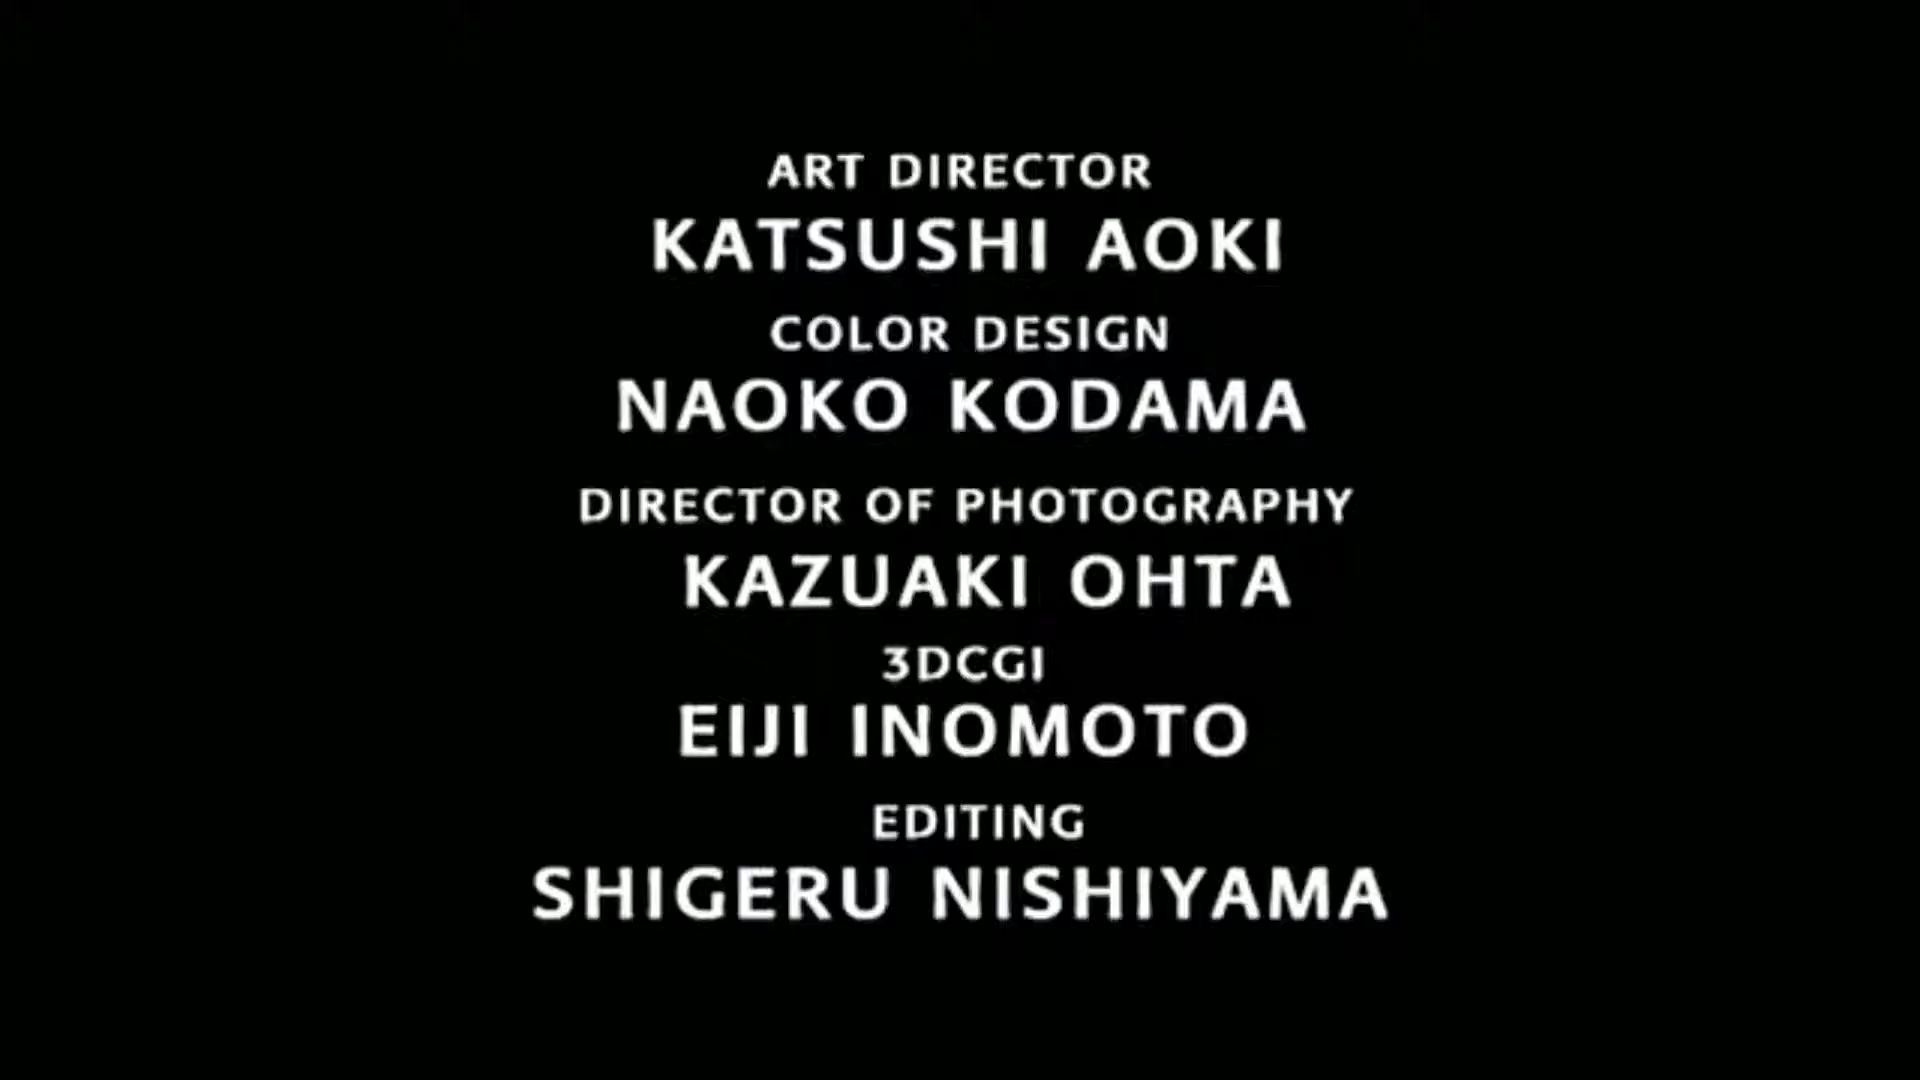 ART DIRECTOR
KATSUSHI AOKI
COLOR DESIGN
NAOKO KODAMA
DIRECTOR OF PHOTOGRAPHY
KAZUAKI OHTA
3DCGI
EIJI INOMOTO
EDITING
SHIGERU NISHIYAMA